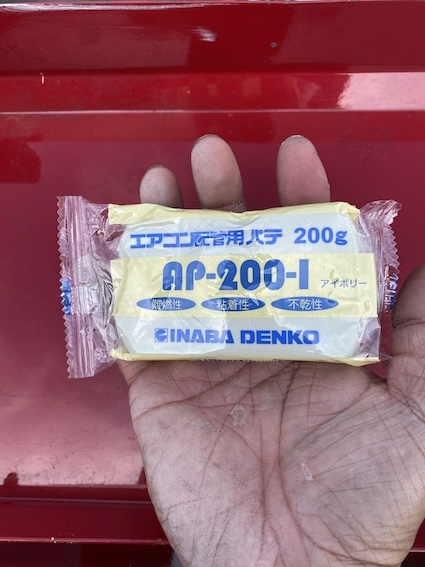 エアコン配管用パテ 200g
AP-200-I アイボリー
難燃性 粘着性 不乾性
INABA DENKO